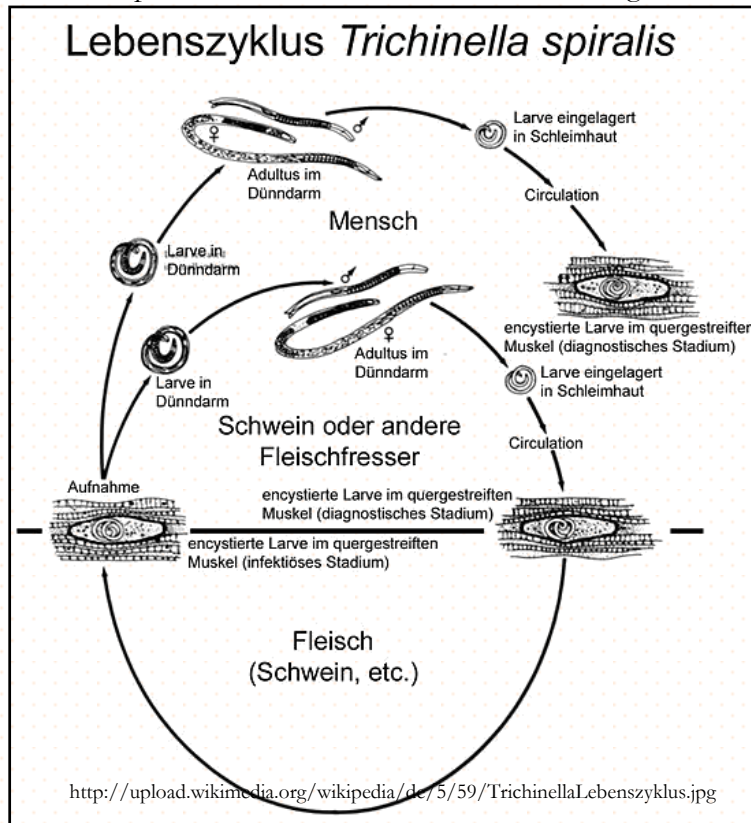 Lebenszyklus Trichinella spiralis
Larve eingelagert
in Schleimhaut
♂
♀
Adultus im
Dünndarm
Circulation
Mensch
Larve in
Dünndarm
♂
encystierte Larve im quergestreiften
Muskel (diagnostisches Stadium)
♀
Adultus im
Dünndarm
Larve in
Dünndarm
Larve eingelagert
in Schleimhaut
Schwein oder andere
Fleischfresser
Circulation
Aufnahme
encystierte Larve im quergestreiften
Muskel (diagnostisches Stadium)
encystierte Larve im quergestreiften
Muskel (infektiöses Stadium)
Fleisch
(Schwein, etc.)
http://upload.wikimedia.org/wikipedia/de/5/59/TrichinellaLebenszyklus.jpg